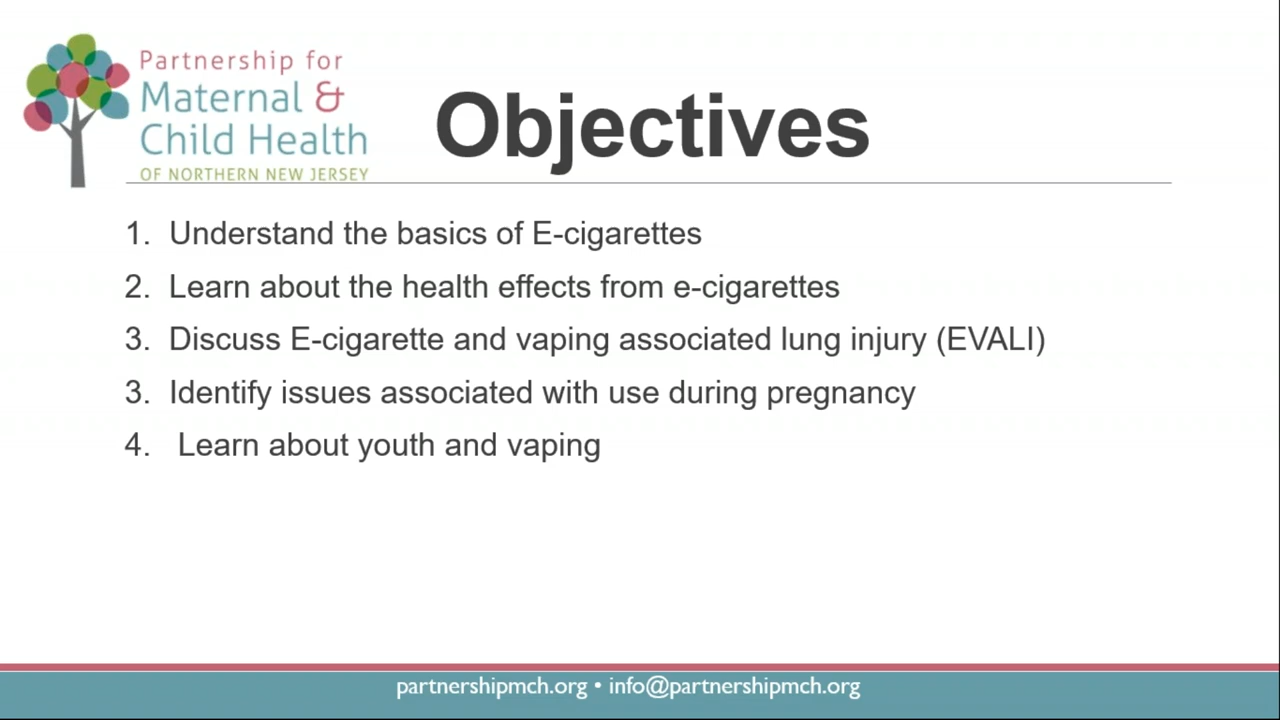 Partnership for
Maternal &
Child Health
OF NORTHERN NEW JERSEY
Objectives
1. Understand the basics of E-cigarettes
2. Learn about the health effects from e-cigarettes
3. Discuss E-cigarette and vaping associated lung injury (EVALI)
3. Identify issues associated with use during pregnancy
4. Learn about youth and vaping
partnershipmch.org • info@partnershipmch.org